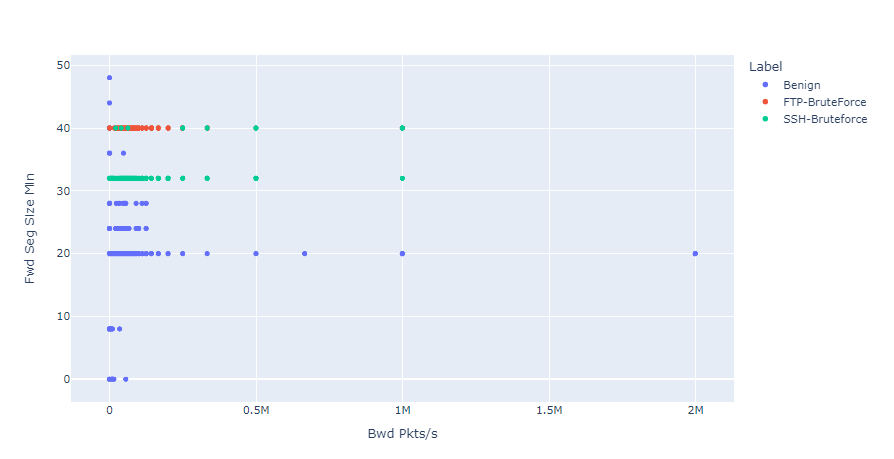 Label
Benign
FTP-BruteForce
SSH-Bruteforce
Fwd Seg Size Min
50
40
30
20
10
0
0
0.5M
1M
1.5M
2M
Bwd Pkts/s